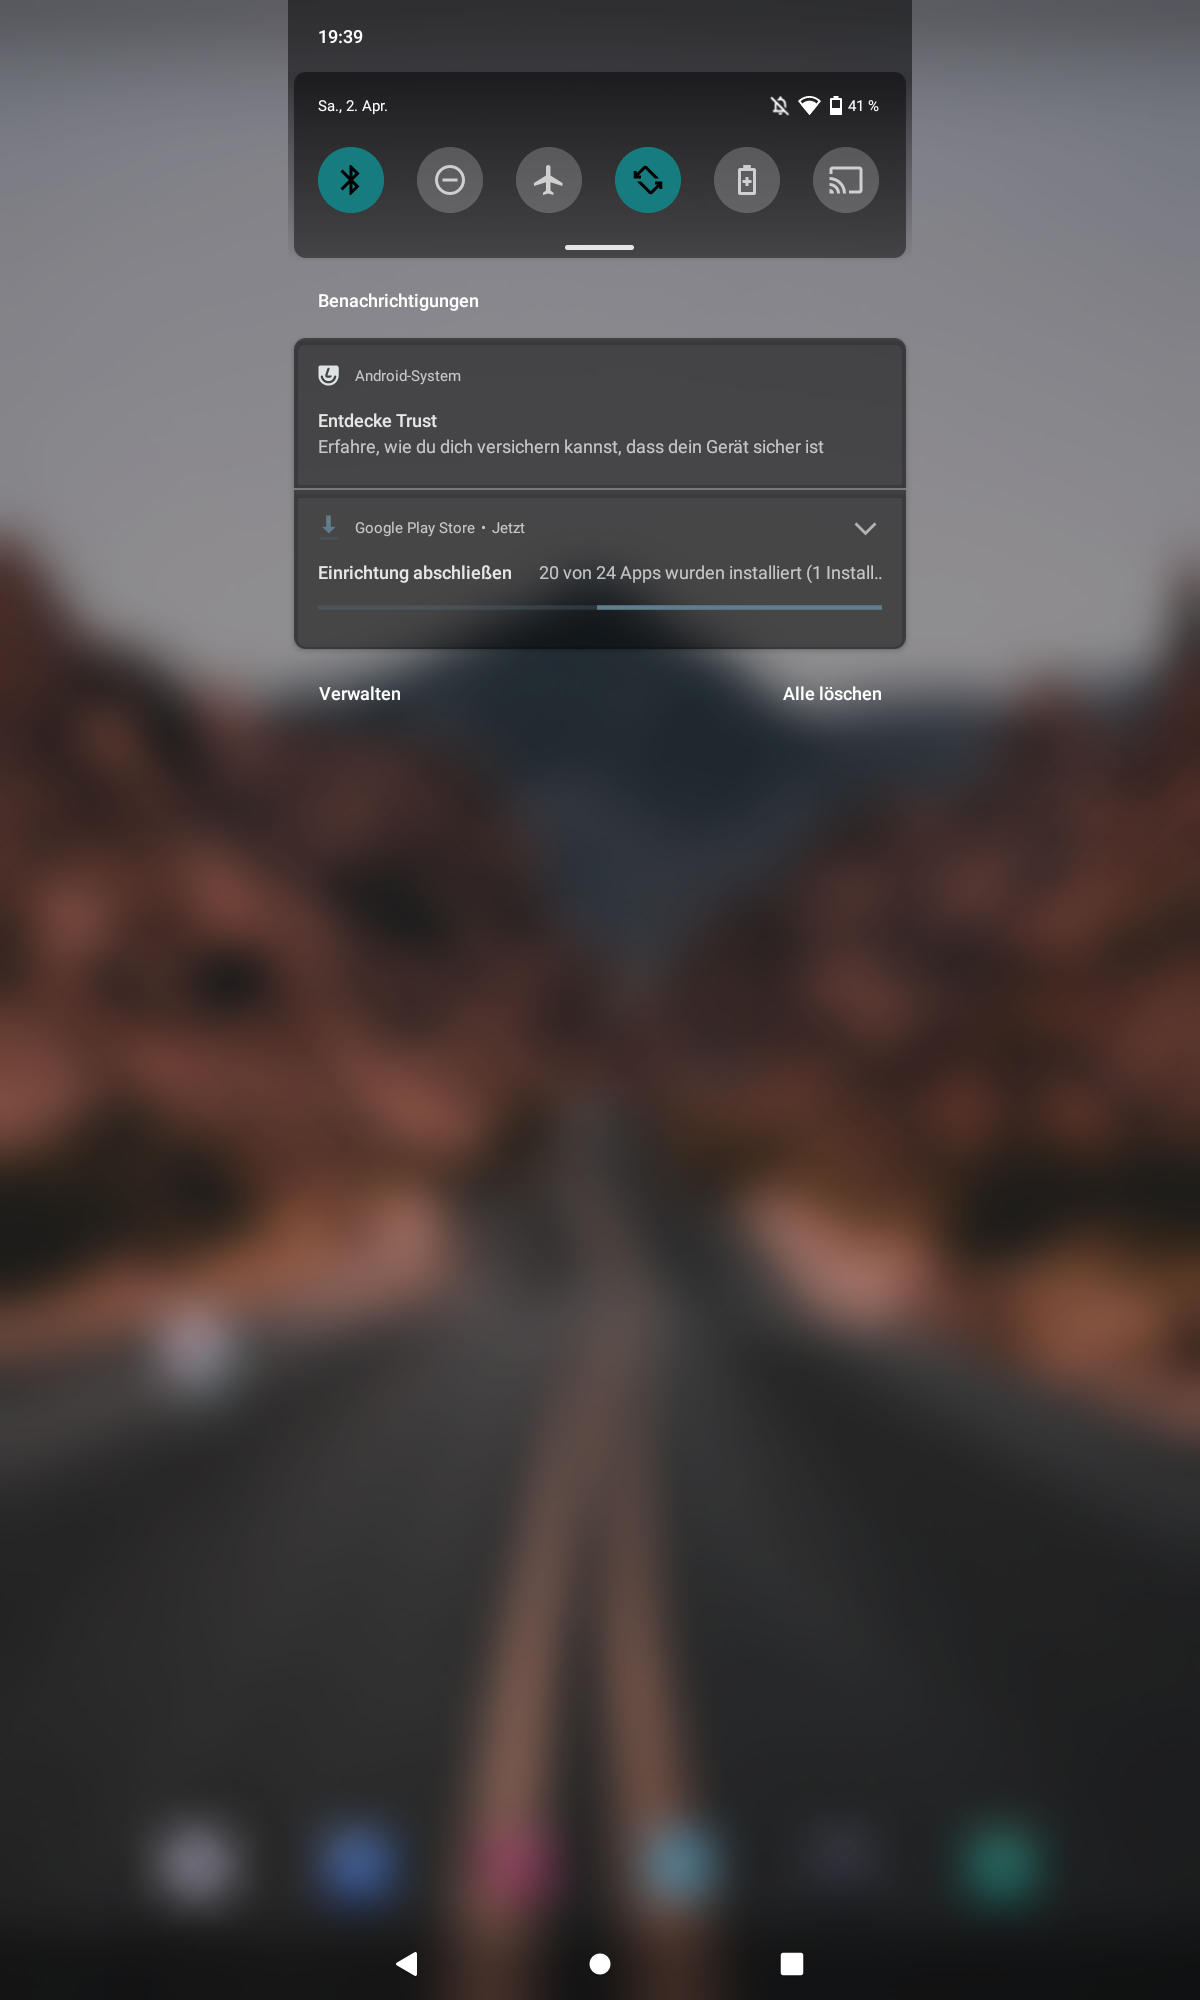 19:39
Sa., 2. Apr.
41 %
Benachrichtigungen
Android-System
Entdecke Trust
Erfahre, wie du dich versichern kannst, dass dein Gerät sicher ist
Google Play Store • Jetzt
Einrichtung abschließen 20 von 24 Apps wurden installiert (1 Install..
Verwalten
Alle löschen